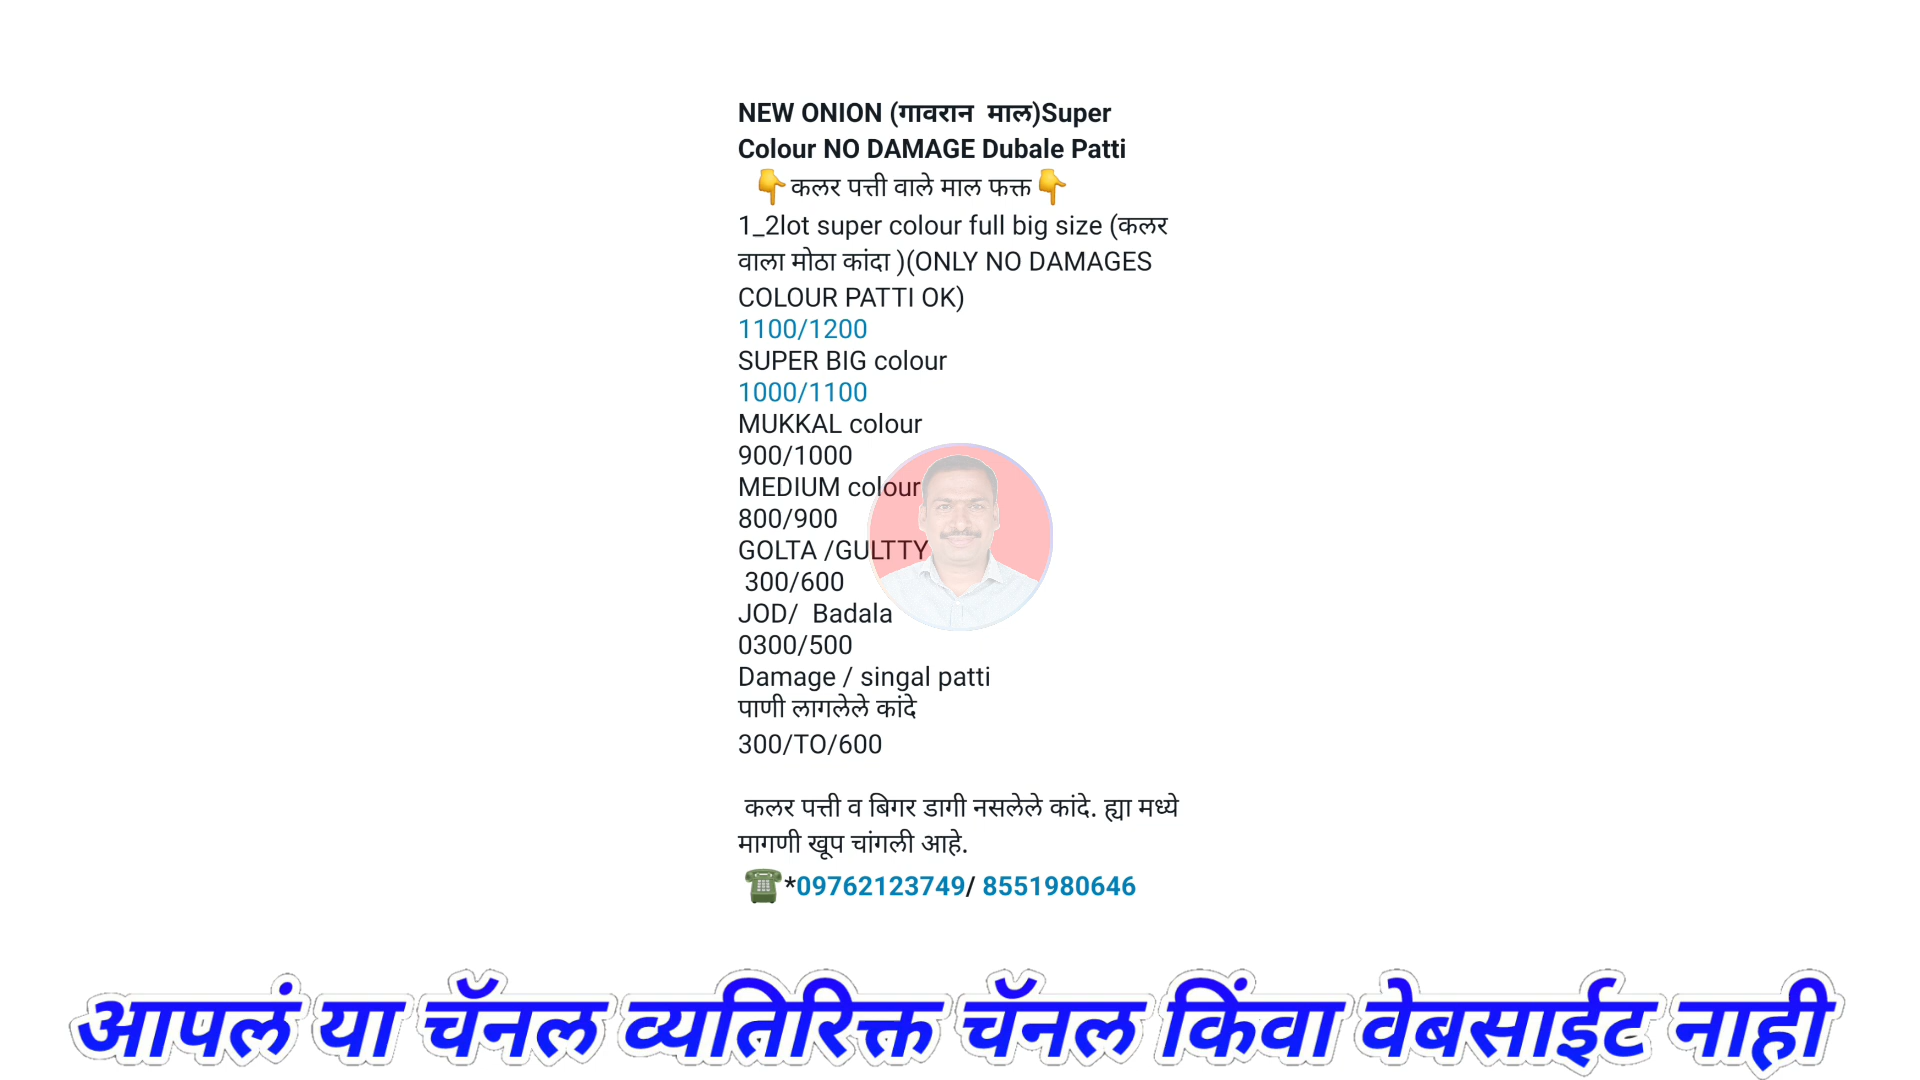 NEW ONION (गावरान  माल)Super
Colour NO DAMAGE Dubale Patti
👇कलर पत्ती वाले माल फक्त👇
1_2lot super colour full big size (कलर
वाला मोठा कांदा )(ONLY NO DAMAGES
COLOUR PATTI OK)
1100/1200
SUPER BIG colour
1000/1100
MUKKAL colour
900/1000
MEDIUM colour
800/900
GOLTA /GULTTY
300/600
JOD/  Badala
0300/500
Damage / singal patti
पाणी लागलेले कांदे
300/TO/600
कलर पत्ती व बिगर डागी नसलेले कांदे. ह्या मध्ये
मागणी खूप चांगली आहे.
☎*09762123749/ 8551980646
आपलं या चॅनल व्यतिरिक्त चॅनल किंवा वेबसाईट नाही